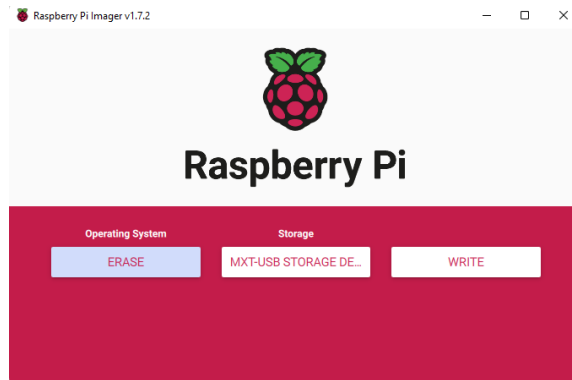 Raspberry Pi Imager v1.7.2
Raspberry Pi
Operating System
Storage
ERASE
MXT-USB STORAGE DE...
WRITE